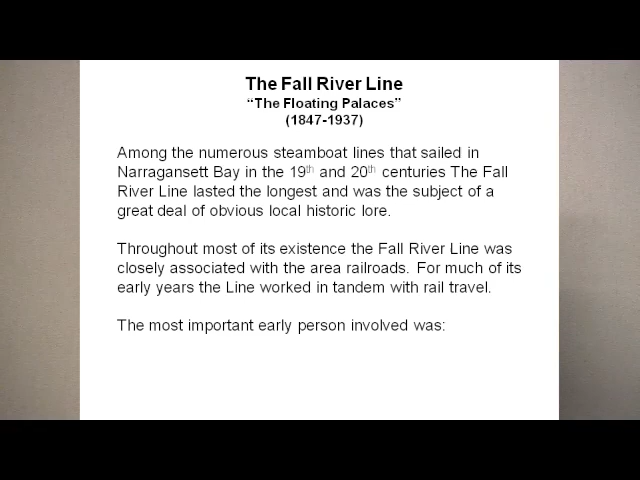 The Fall River Line
“The Floating Palaces”
(1847-1937)
Among the numerous steamboat lines that sailed in
Narragansett Bay in the 19th and 20th centuries The Fall
River Line lasted the longest and was the subject of a
great deal of obvious local historic lore.
Throughout most of its existence the Fall River Line was
closely associated with the area railroads. For much of its
early years the Line worked in tandem with rail travel.
The most important early person involved was: